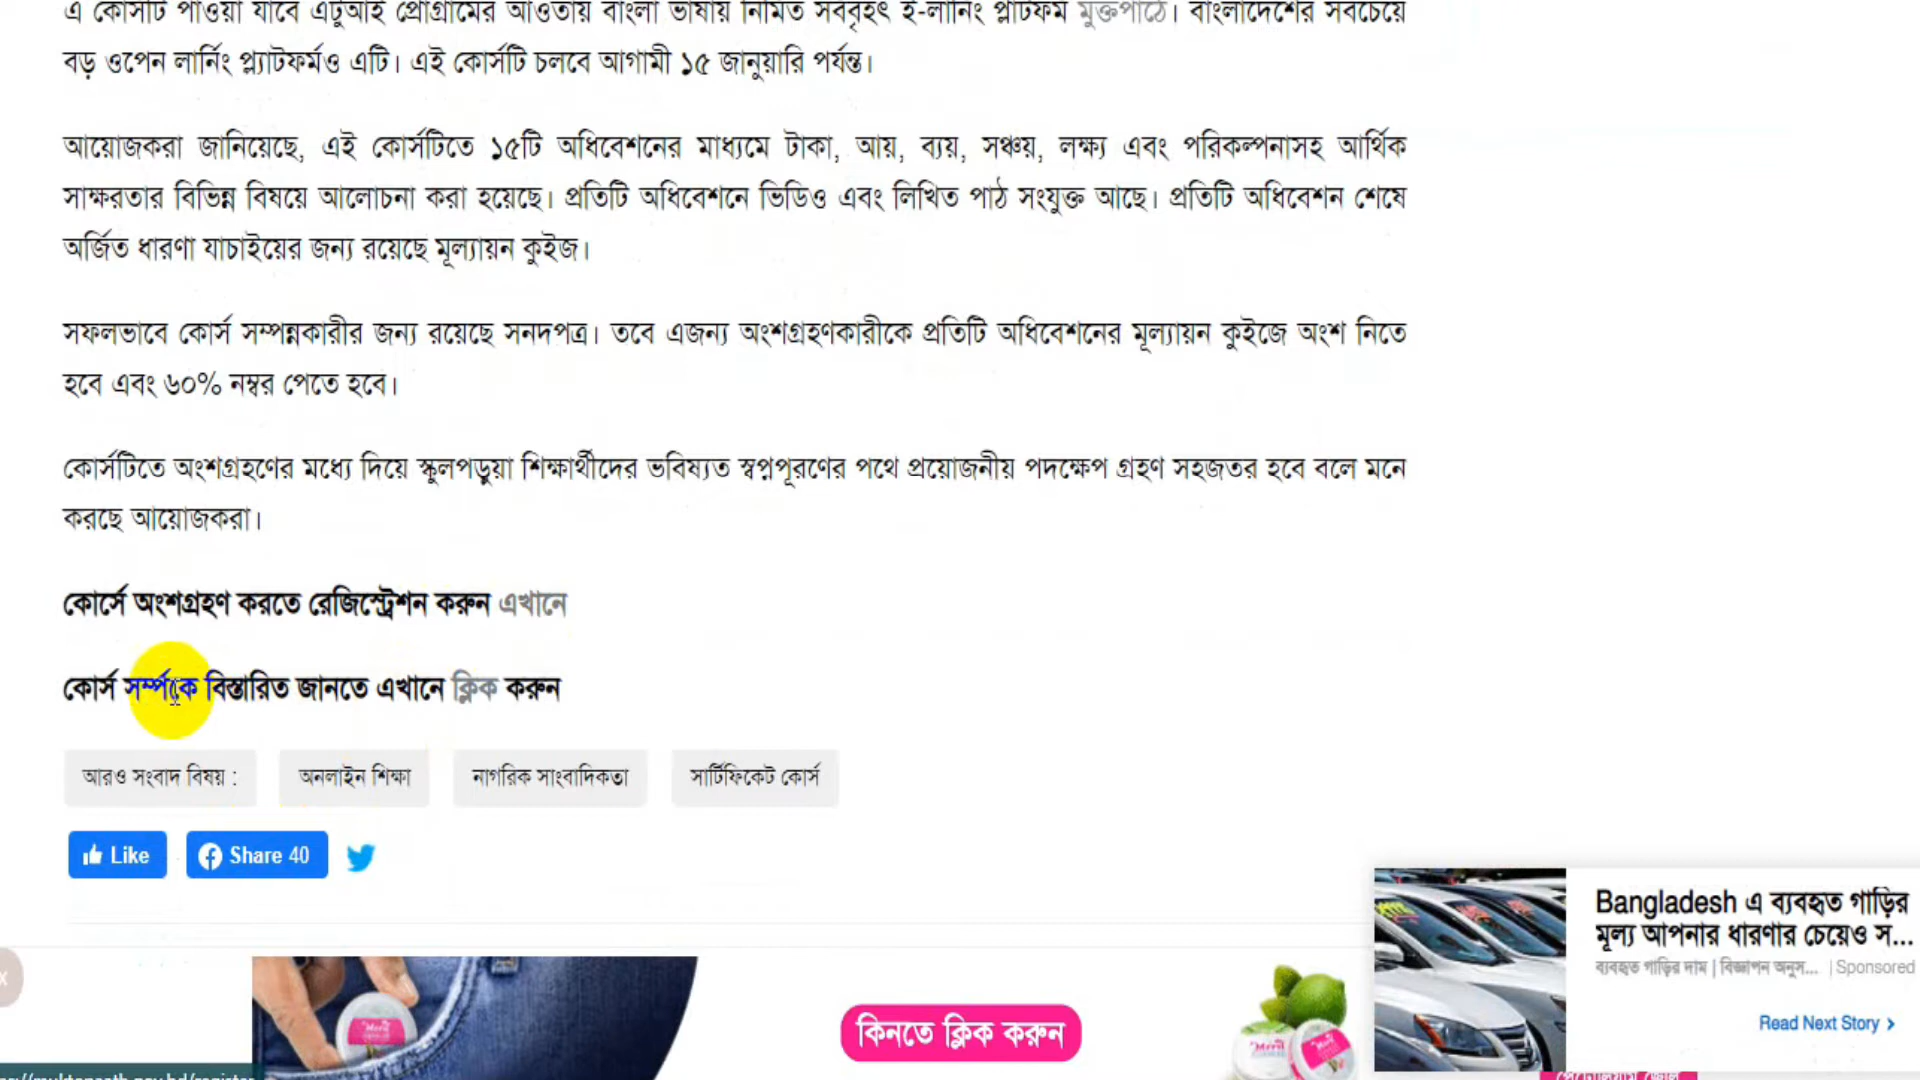 এ কোর্সটি পাওয়া যাবে এটুআই প্রোগ্রামের আওতায় বাংলা ভাষায় নির্মিত সর্ববৃহৎ ই-লার্নিং প্লাটফর্ম মুক্তপাঠে। বাংলাদেশের সবচেয়ে
বড় ওপেন লার্নিং প্ল্যাটফর্মও এটি। এই কোর্সটি চলবে আগামী ১৫ জানুয়ারি পর্যন্ত।
আয়োজকরা জানিয়েছে, এই কোর্সটিতে ১৫টি অধিবেশনের মাধ্যমে টাকা, আয়, ব্যয়, সঞ্চয়, লক্ষ্য এবং পরিকল্পনাসহ আর্থিক
সাক্ষরতার বিভিন্ন বিষয়ে আলোচনা করা হয়েছে। প্রতিটি অধিবেশনে ভিডিও এবং লিখিত পাঠ সংযুক্ত আছে। প্রতিটি অধিবেশন শেষে
অর্জিত ধারণা যাচাইয়ের জন্য রয়েছে মূল্যায়ন কুইজ।
সফলভাবে কোর্স সম্পন্নকারীর জন্য রয়েছে সনদপত্র। তবে এজন্য অংশগ্রহণকারীকে প্রতিটি অধিবেশনের মূল্যায়ন কুইজে অংশ নিতে
হবে এবং ৬০% নম্বর পেতে হবে।
কোর্সটিতে অংশগ্রহণের মধ্যে দিয়ে স্কুলপড়ুয়া শিক্ষার্থীদের ভবিষ্যত স্বপ্নপূরণের পথে প্রয়োজনীয় পদক্ষেপ গ্রহণ সহজতর হবে বলে মনে
করছে আয়োজকরা।
কোর্সে অংশগ্রহণ করতে রেজিস্ট্রেশন করুন এখানে
কোর্স সর্ম্পকে বিস্তারিত জানতে এখানে ক্লিক করুন
আরও সংবাদ বিষয় :
অনলাইন শিক্ষা
নাগরিক সাংবাদিকতা
সার্টিফিকেট কোর্স
Like
Share 40
Bangladesh এ ব্যবহৃত গাড়ির
মূল্য আপনার ধারণার চেয়েও স...
ব্যবহৃত গাড়ির দাম | বিজ্ঞাপন অনুস... | Sponsored
Read Next Story >
কিনতে ক্লিক করুন